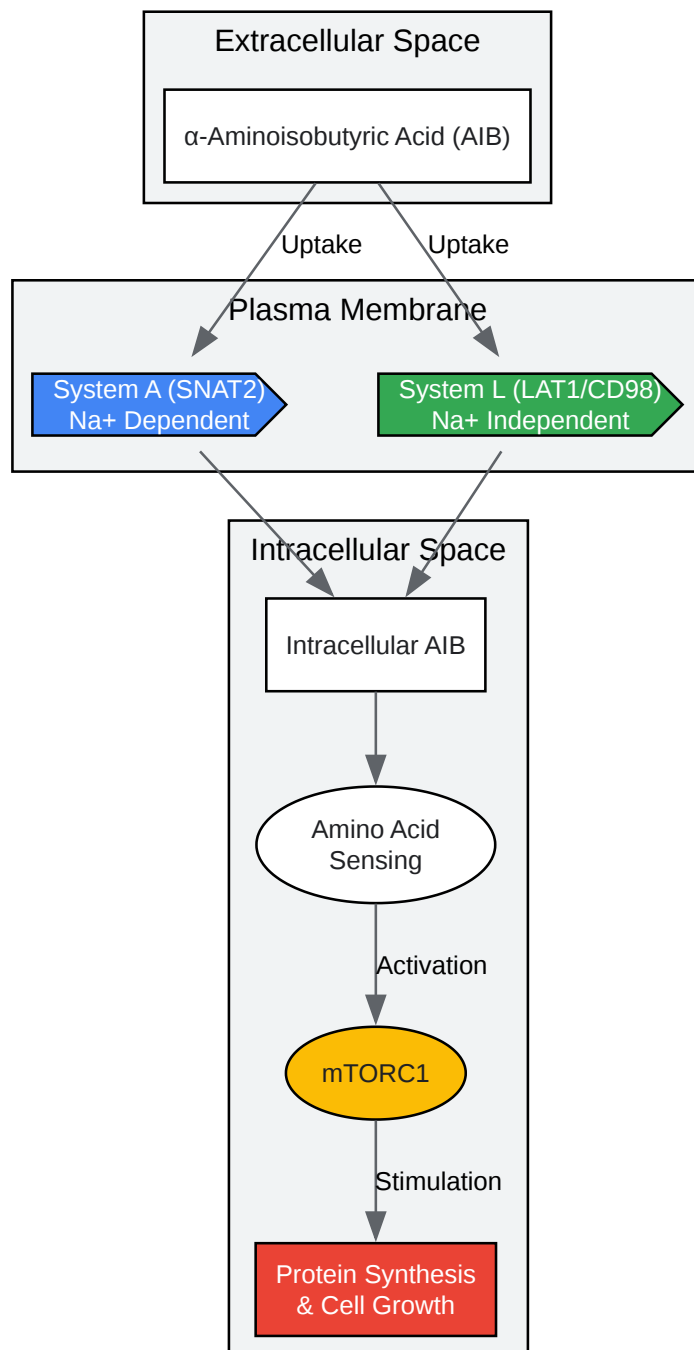 Extracellular Space
α-Aminoisobutyric Acid (AIB)
Uptake
Uptake
Plasma Membrane
System A (SNAT2)
Na+ Dependent
System L (LAT1/CD98)
Na+ Independent
Intracellular Space
Intracellular AIB
Amino Acid
Sensing
Activation
mTORC1
Stimulation
Protein Synthesis
& Cell Growth